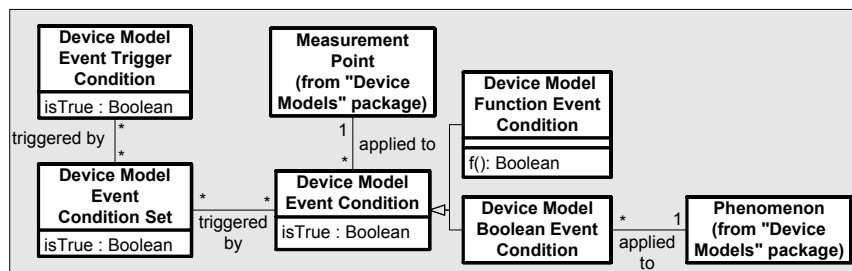 Device Model
Event Trigger
Condition
isTrue : Boolean
triggered by
*
*
Device Model
Event
Condition Set
isTrue : Boolean
*
*
triggered
by
Measurement
Point
(from "Device
Models" package)
1
applied to
*
Device Model
Event Condition
isTrue : Boolean
Device Model
Function Event
Condition
f(): Boolean
Device Model
Boolean Event
Condition
*
1
applied
to
Phenomenon
(from "Device
Models" package)